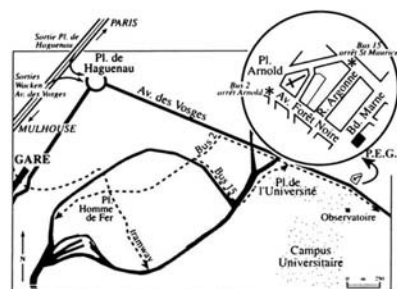 PARIS
Sortie Pl. de
Haguenau
Pl. de
Haguenau
Sorties
Wacken
Av. des Vosges
MULHOUSE
GARE
Av. des Vosges
Bus 2
Bus 15
Pl.
Homme
de Fer
tramway
Pl. de
l'Université
Observatoire
Campus
Universitaire
P.E.G.
Bus 15
arrêt St Maurice
Pl.
Arnold
Bus 2
arrêt Arnold
Av. Forêt Noire
R. Argonne
Bd. Marne
N